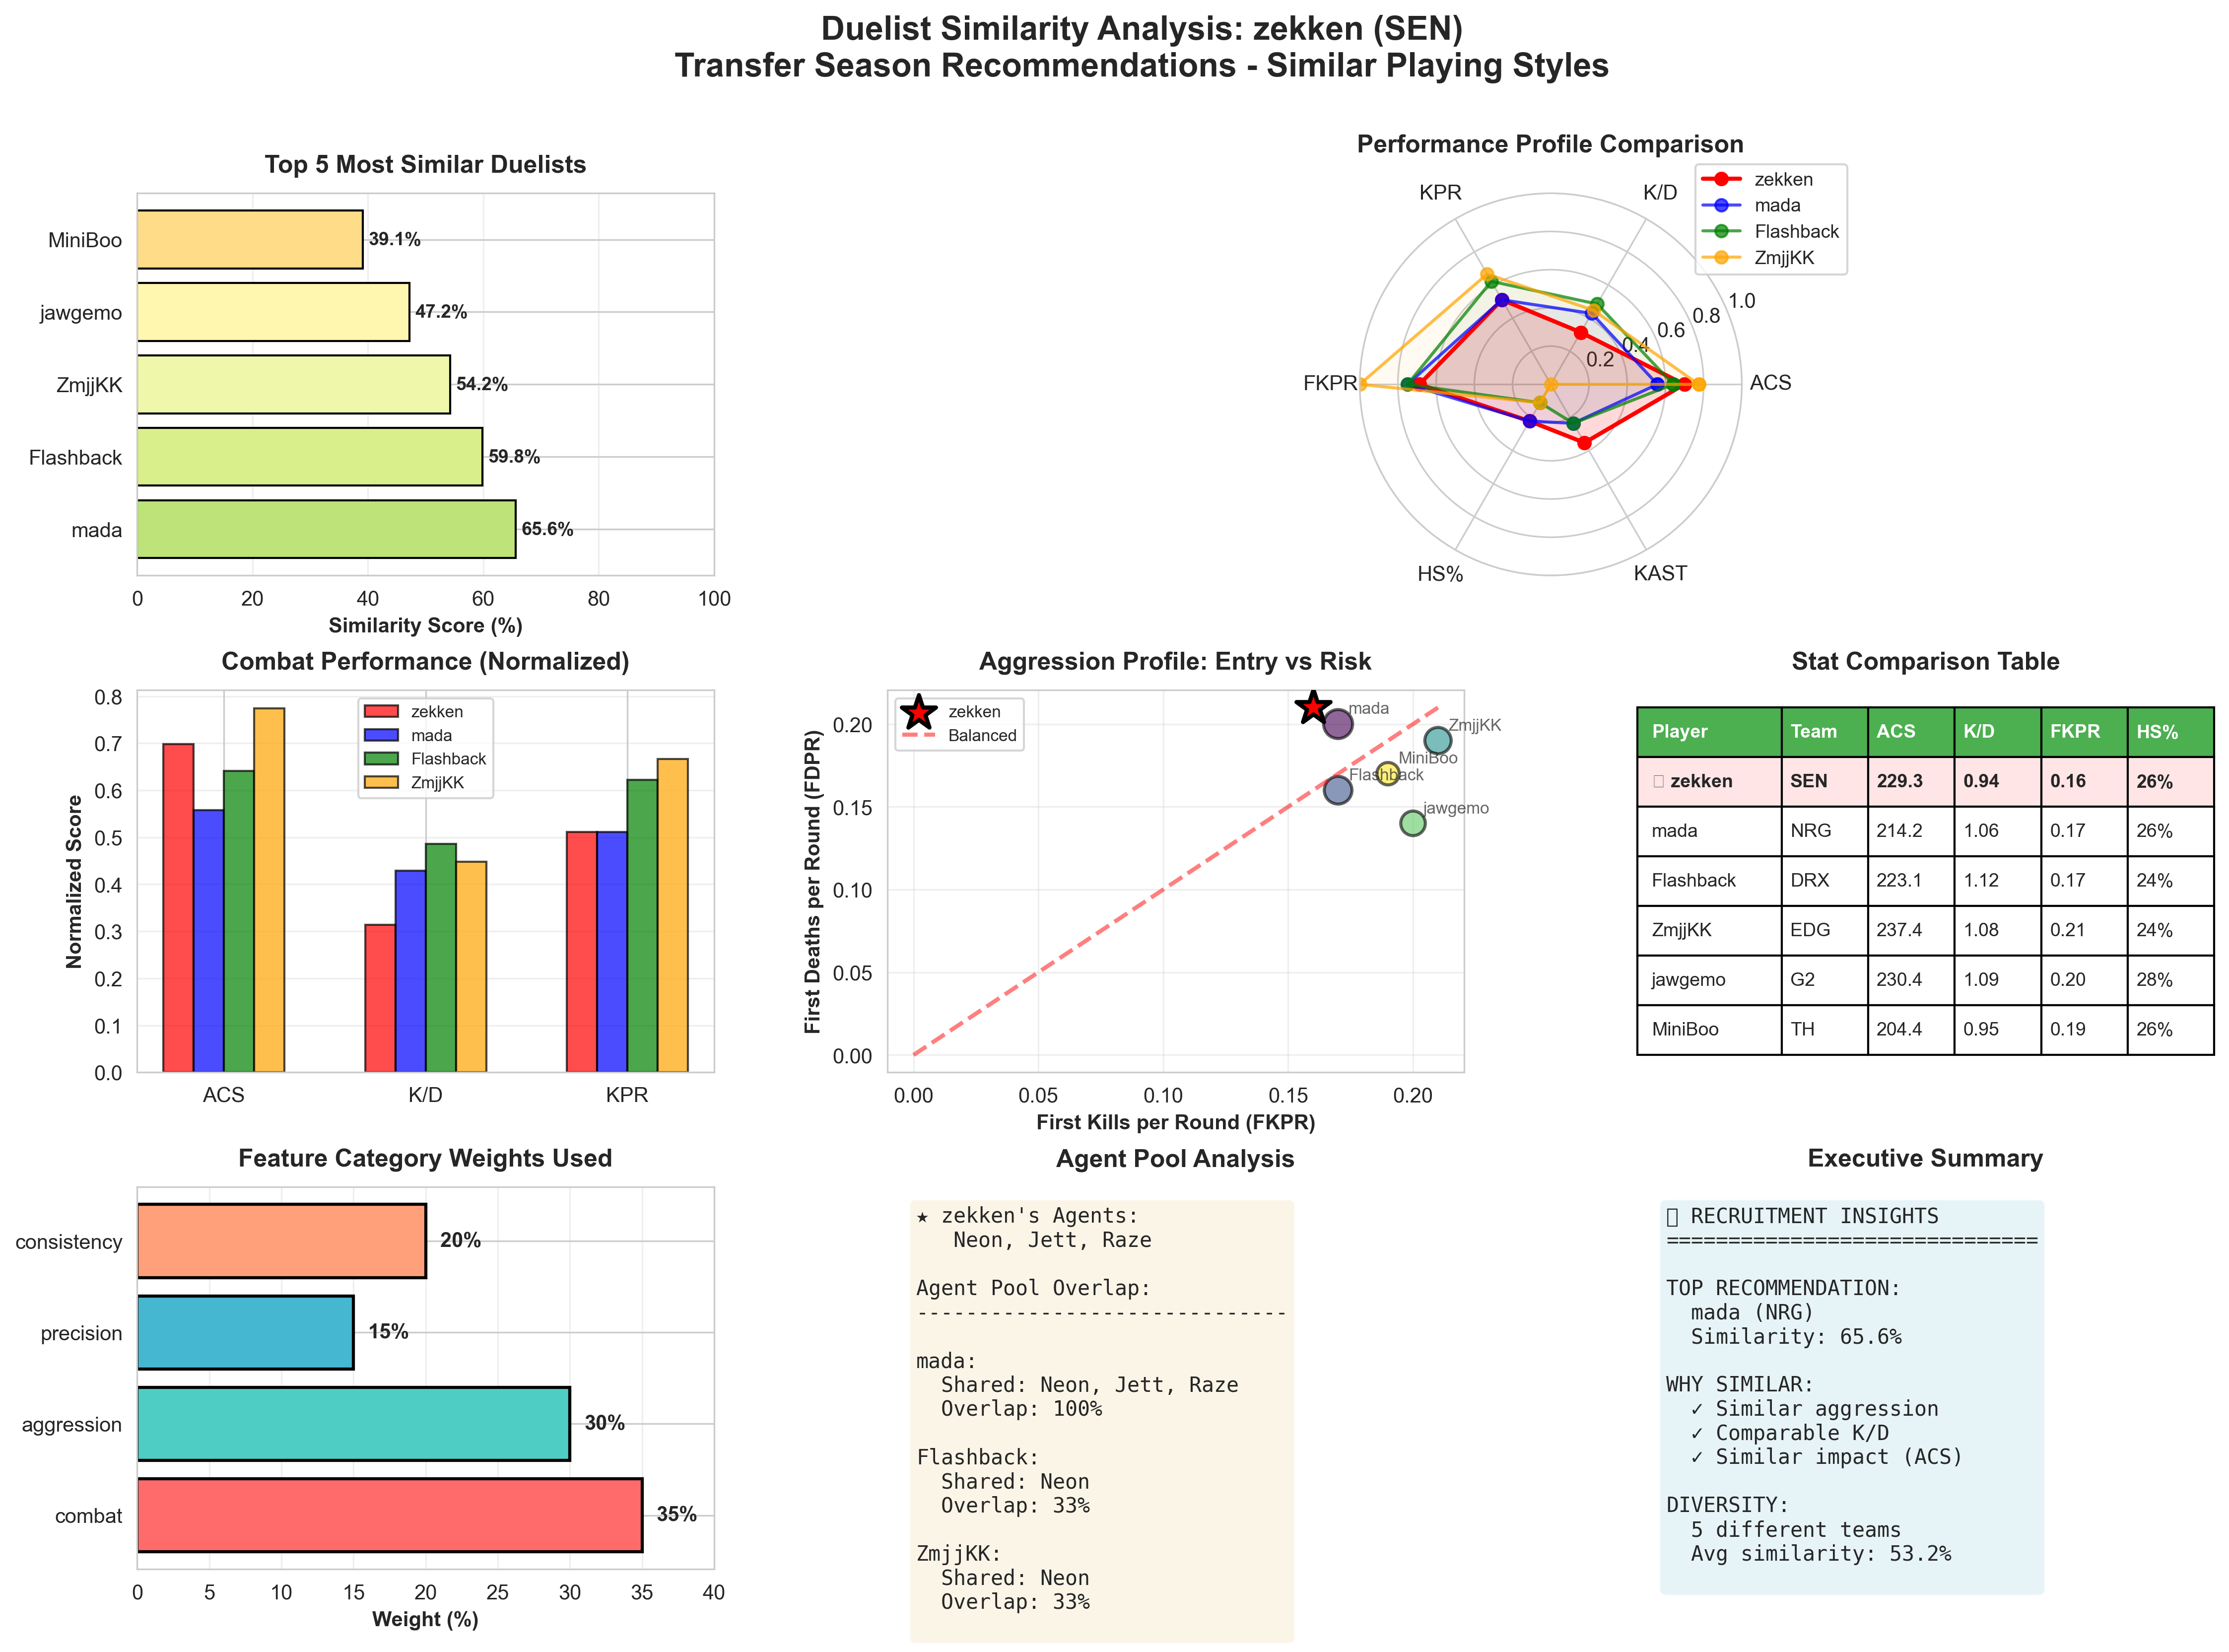 Duelist Similarity Analysis: zekken (SEN)
Transfer Season Recommendations - Similar Playing Styles
Top 5 Most Similar Duelists
MiniBoo
39.1%
jawgemo
47.2%
ZmjjKK
54.2%
Flashback
59.8%
mada
65.6%
0 20 40 60 80 100
Similarity Score (%)
Performance Profile Comparison
zekken
mada
Flashback
ZmjjKK
KPR
K/D
FKPR
ACS
HS%
KAST
0.2
0.4
0.6
0.8
1.0
Combat Performance (Normalized)
zekken
mada
Flashback
ZmjjKK
0.8
0.7
0.6
0.5
0.4
0.3
0.2
0.1
0.0
Normalized Score
ACS K/D KPR
Aggression Profile: Entry vs Risk
zekken
Balanced
mada
ZmjjKK
MiniBoo
Flashback
jawgemo
0.20
0.15
0.10
0.05
0.00
First Deaths per Round (FDPR)
0.00 0.05 0.10 0.15 0.20
First Kills per Round (FKPR)
Stat Comparison Table
Player Team ACS K/D FKPR HS%
zekken SEN 229.3 0.94 0.16 26%
mada NRG 214.2 1.06 0.17 26%
Flashback DRX 223.1 1.12 0.17 24%
ZmjjKK EDG 237.4 1.08 0.21 24%
jawgemo G2 230.4 1.09 0.20 28%
MiniBoo TH 204.4 0.95 0.19 26%
Feature Category Weights Used
consistency
20%
precision
15%
aggression
30%
combat
35%
0 5 10 15 20 25 30 35 40
Weight (%)
Agent Pool Analysis
★ zekken's Agents:
Neon, Jett, Raze
Agent Pool Overlap:
------------------------------
mada:
Shared: Neon, Jett, Raze
Overlap: 100%
Flashback:
Shared: Neon
Overlap: 33%
ZmjjKK:
Shared: Neon
Overlap: 33%
Executive Summary
RECRUITMENT INSIGHTS
==============================
TOP RECOMMENDATION:
mada (NRG)
Similarity: 65.6%
WHY SIMILAR:
✓ Similar aggression
✓ Comparable K/D
✓ Similar impact (ACS)
DIVERSITY:
5 different teams
Avg similarity: 53.2%